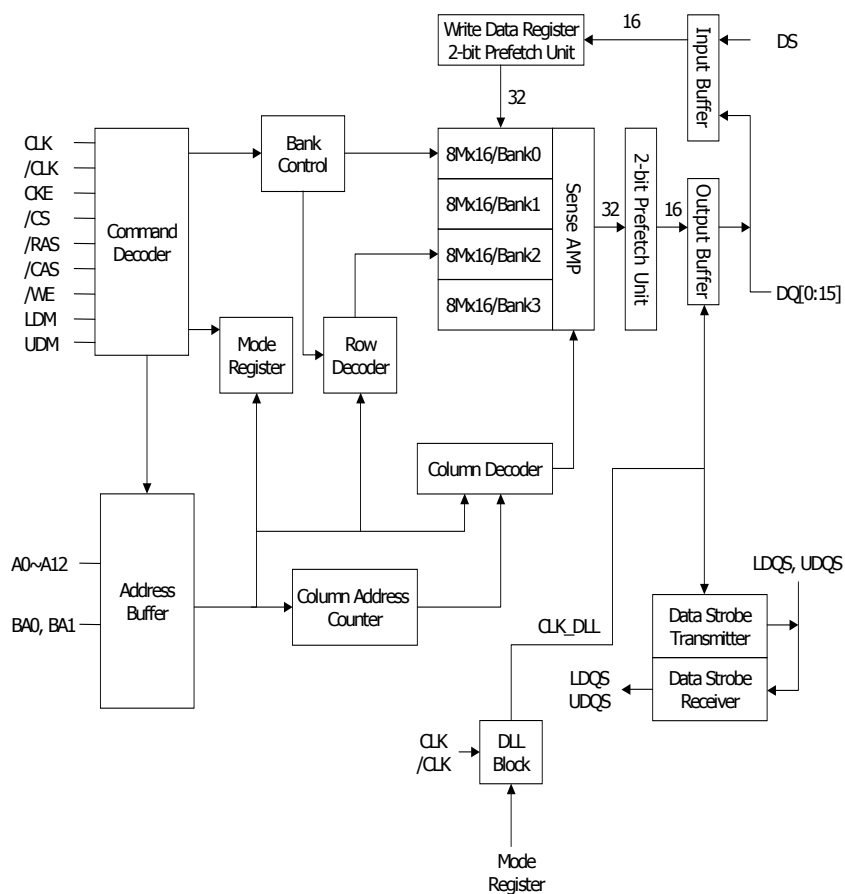 Write Data Register
2-bit Prefetch Unit
16
Input Buffer
DS
32
CLK
/CLK
CKE
/CS
/RAS
/CAS
/WE
LDM
UDM
Command
Decoder
Bank
Control
8Mx16/Bank0
8Mx16/Bank1
8Mx16/Bank2
8Mx16/Bank3
Sense AMP
32
2-bit Prefetch Unit
16
Output Buffer
DQ[0:15]
Mode
Register
Row
Decoder
Column Decoder
A0~A12
BA0, BA1
Address
Buffer
Column Address
Counter
CLK_DLL
LDQS, UDQS
Data Strobe
Transmitter
Data Strobe
Receiver
LDQS
UDQS
CLK
/CLK
DLL
Block
Mode
Register